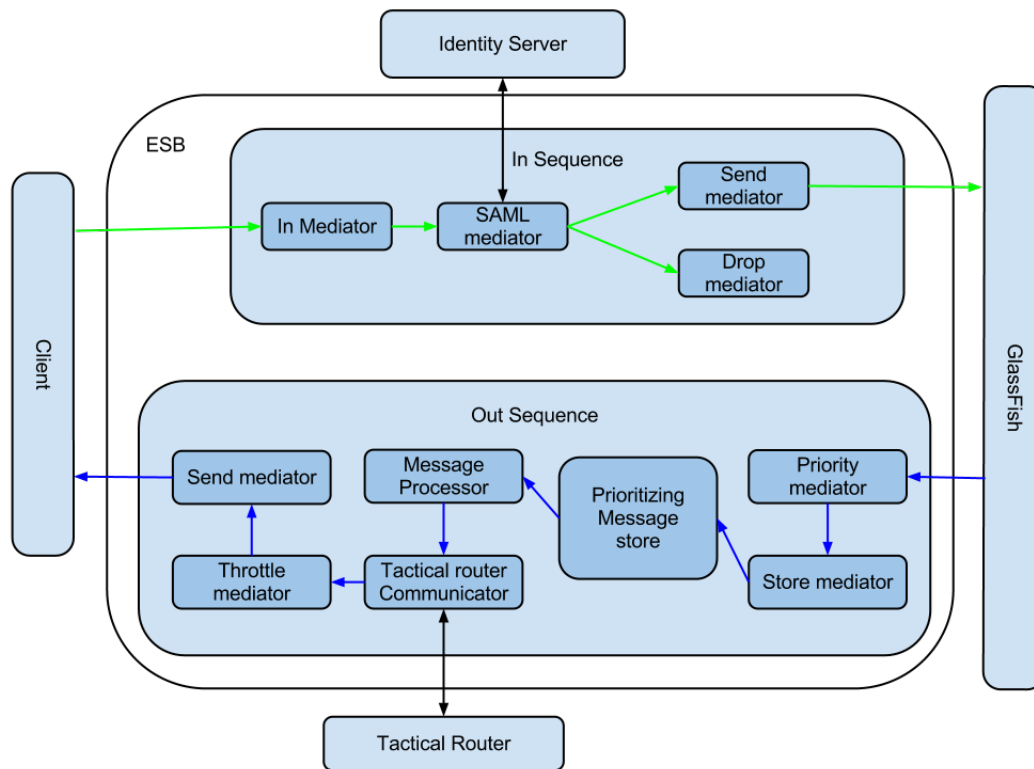 Identity Server
ESB
In Sequence
In Mediator
SAML
mediator
Send
mediator
Drop
mediator
Client
GlassFish
Out Sequence
Send mediator
Message
Processor
Prioritizing
Message
store
Priority
mediator
Throttle
mediator
Tactical router
Communicator
Store mediator
Tactical Router